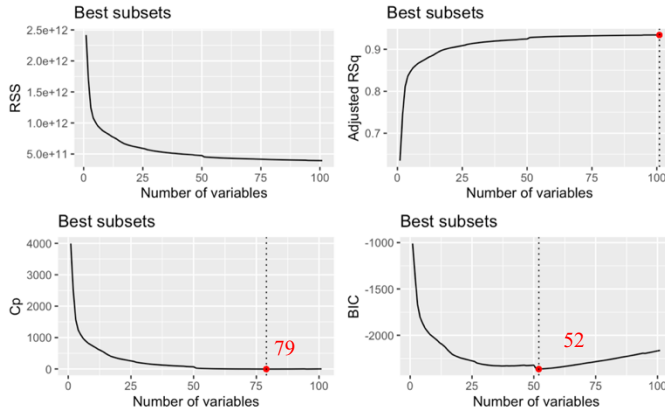 Best subsets
2.5e+12
2.0e+12
1.5e+12
1.0e+12
5.0e+11
RSS
0
25
50
75
100
Number of variables
Best subsets
0.9
0.8
0.7
Adjusted RSq
0
25
50
75
100
Number of variables
Best subsets
4000
3000
2000
1000
0
Cp
79
0
25
50
75
100
Number of variables
Best subsets
-1000
-1500
-2000
BIC
52
0
25
50
75
100
Number of variables